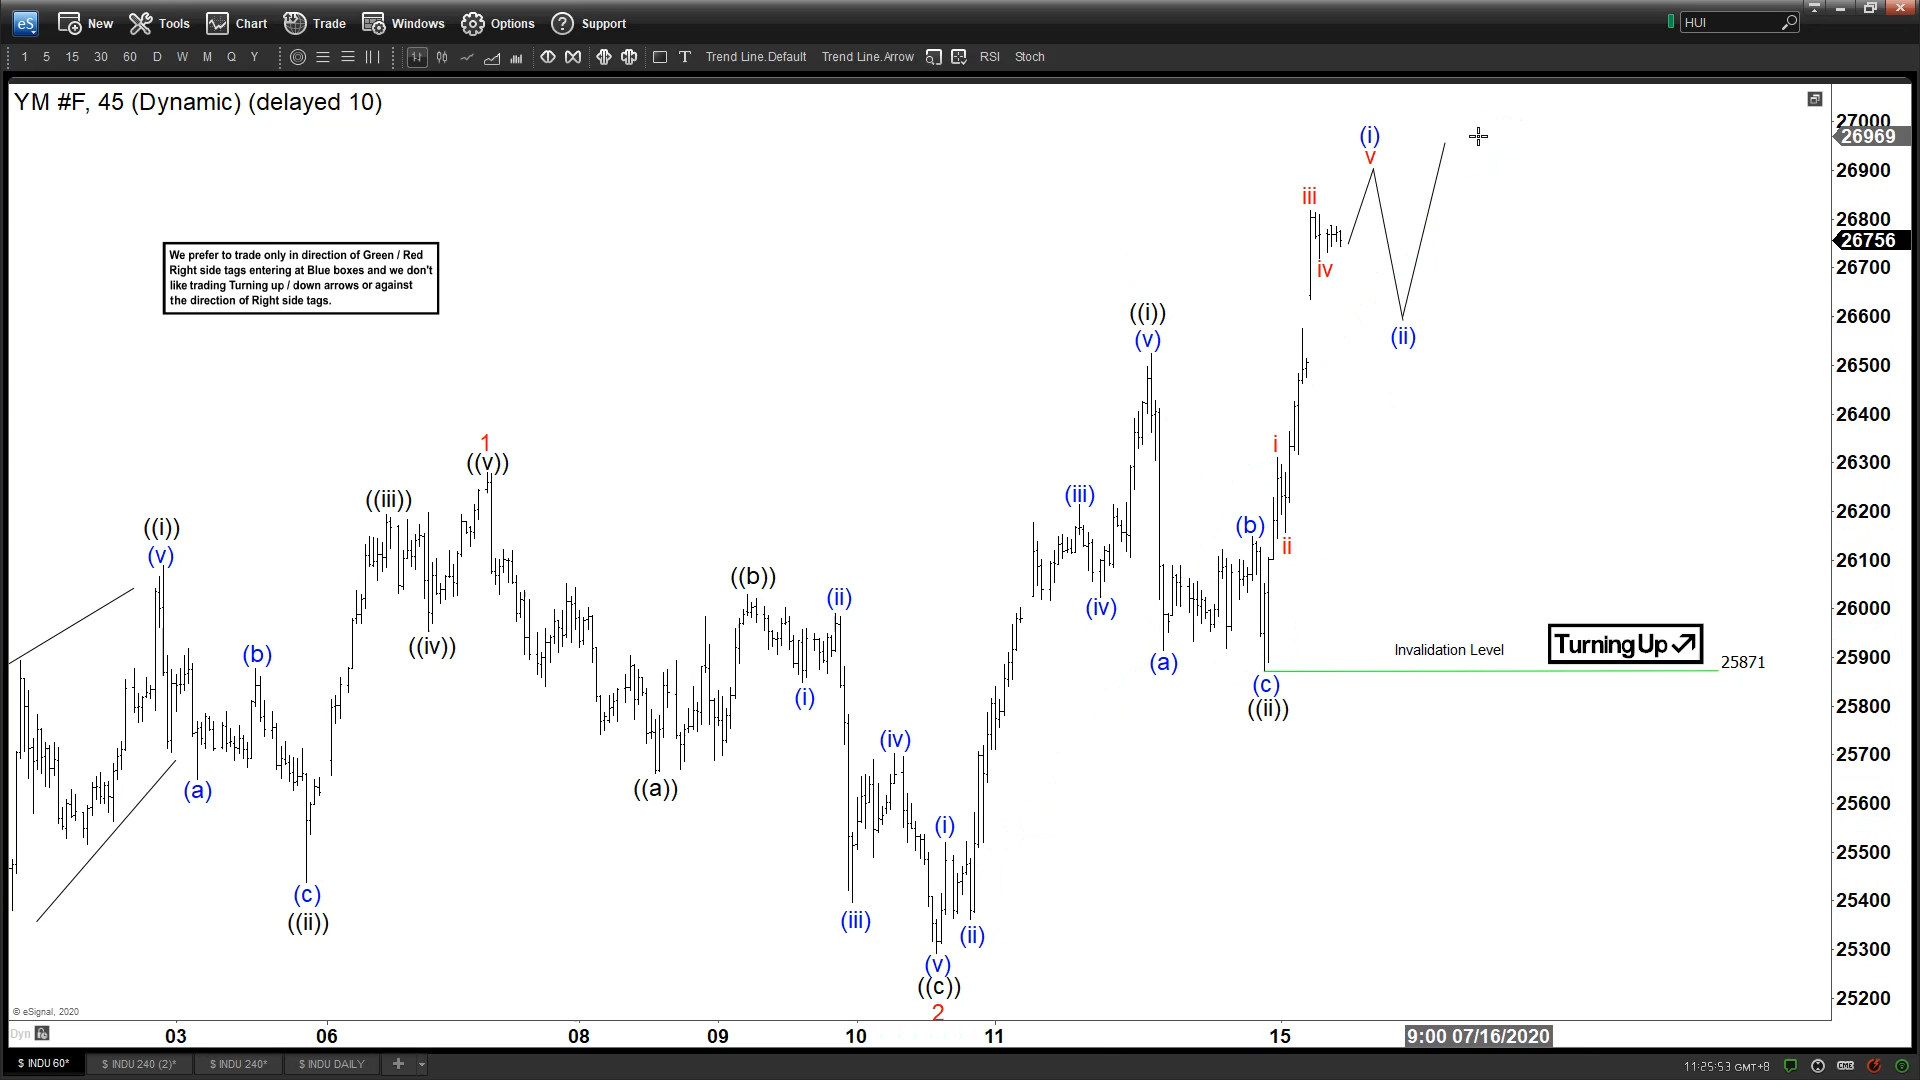 eS New Tools Chart Trade Windows Options Support HUI
1 5 15 30 60 D W M Q Y T Trend Line.Default Trend Line.Arrow RSI Stoch
YM #F, 45 (Dynamic) (delayed 10)
We prefer to trade only in direction of Green / Red
Right side tags entering at Blue boxes and we don't
like trading Turning up / down arrows or against
the direction of Right side tags.
27000
26969
26900
26800
26756
26700
26600
26500
26400
26300
26200
26100
26000
25900
25800
25700
25600
25500
25400
25300
25200
(i)
v
iii
iv
(ii)
((i))
(v)
1
((v))
i
((iii))
(iii)
((i))
(v)
(b)
ii
((b))
(ii)
(iv)
((iv))
(b)
Invalidation Level
Turning Up
25871
(a)
(c)
((ii))
(i)
(iv)
((a))
(a)
(i)
(c)
((ii))
(iii)
(ii)
(v)
((c))
2
© eSignal, 2020
Dyn
03 06 08 09 10 11 15 9:00 07/16/2020
$ INDU 60* $ INDU 240 (2)* $ INDU 240* $ INDU DAILY +
11:25:53 GMT+8 CME